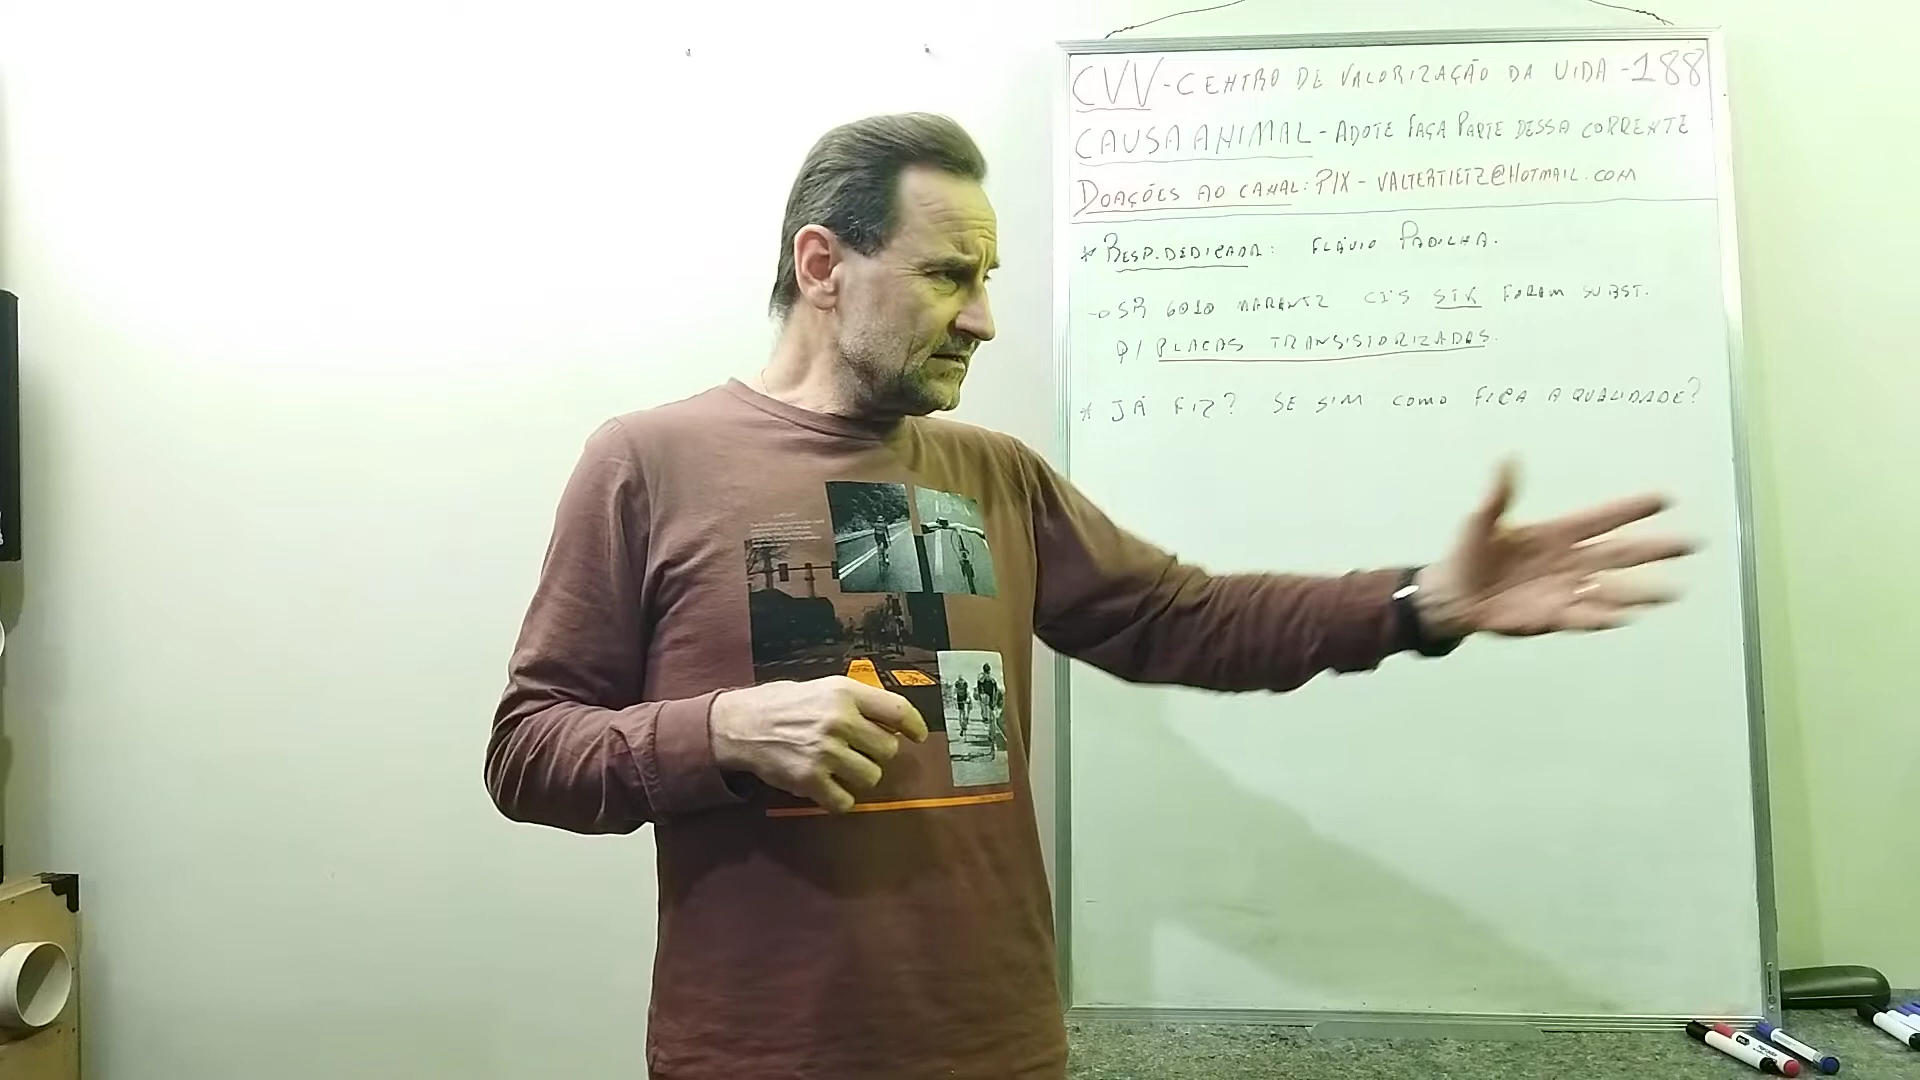 CVV - CENTRO DE VALORIZAÇÃO DA VIDA - 188
CAUSA ANIMAL - ADOTE FAÇA PARTE DESSA CORRENTE
DOAÇÕES AO CANAL: PIX - VALTERTIETZ@HOTMAIL.COM
* RESP. DEDICADA: FLÁVIO PADILHA.
→ SR 6010 MARANTZ CI'S STK FORAM SUBST.
P/ PLACAS TRANSISTORIZADAS.
* JÁ FIZ? SE SIM COMO FICA A QUALIDADE?